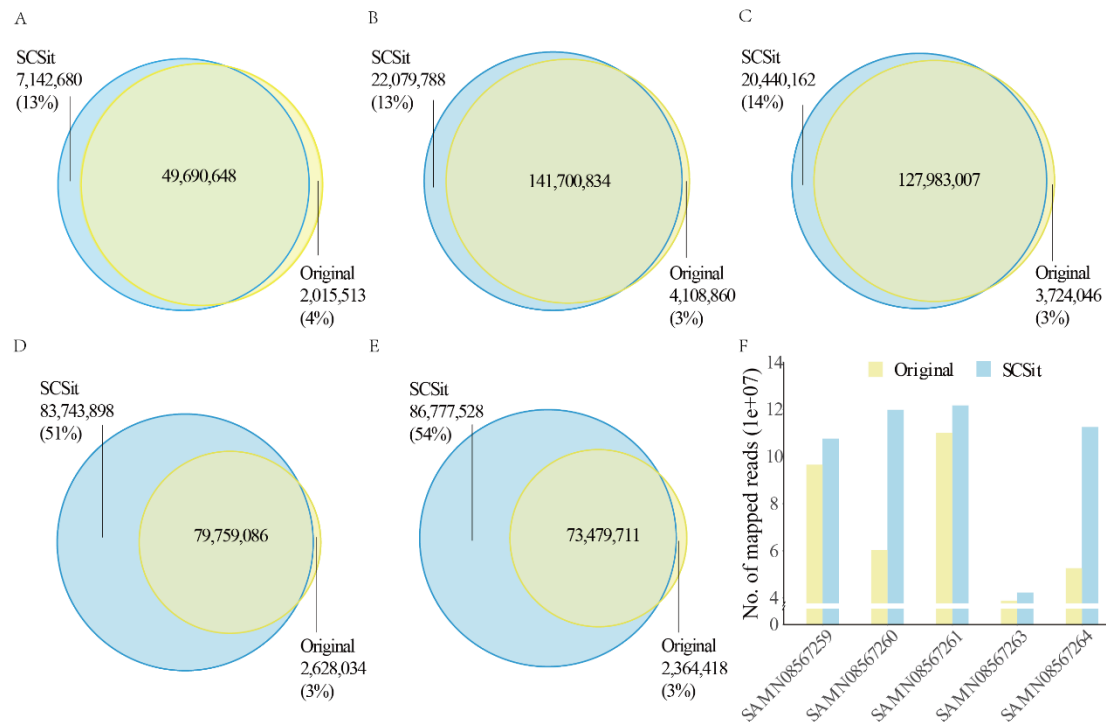 A
SCSit
7,142,680
(13%)
49,690,648
Original
2,015,513
(4%)
B
SCSit
22,079,788
(13%)
141,700,834
Original
4,108,860
(3%)
C
SCSit
20,440,162
(14%)
127,983,007
Original
3,724,046
(3%)
D
SCSit
83,743,898
(51%)
79,759,086
Original
2,628,034
(3%)
E
SCSit
86,777,528
(54%)
73,479,711
Original
2,364,418
(3%)
F
No. of mapped reads (1e+07)
Original
SCSit
14
12
10
8
6
4
0
SAMN08567259
SAMN08567260
SAMN08567261
SAMN08567263
SAMN08567264